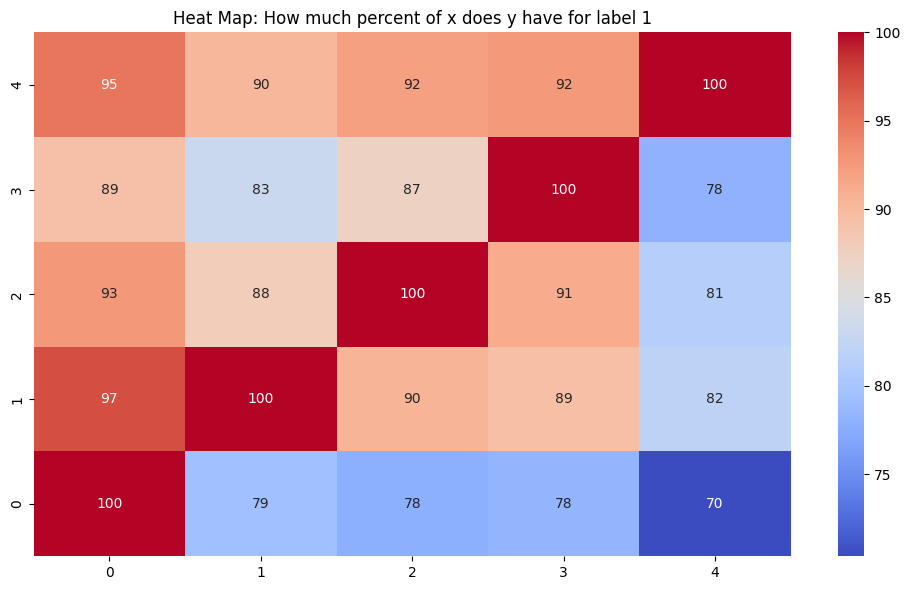 Heat Map: How much percent of x does y have for label 1
4 95 90 92 92 100
3 89 83 87 100 78
2 93 88 100 91 81
1 97 100 90 89 82
0 100 79 78 78 70
0 1 2 3 4
100
95
90
85
80
75